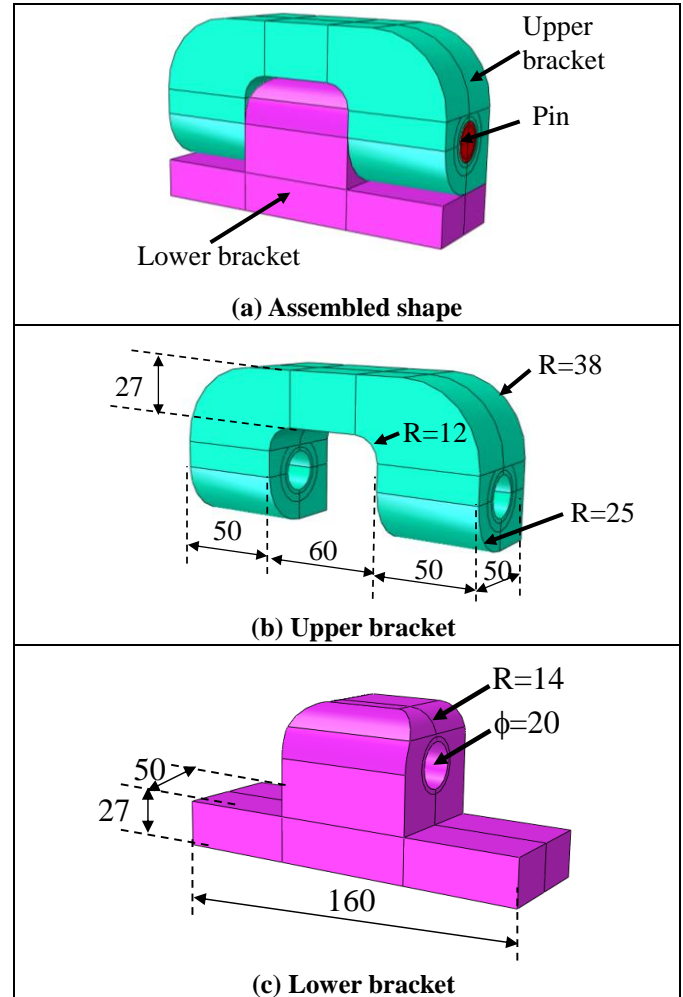 Upper
bracket
Pin
Lower bracket
(a) Assembled shape
27
R=38
R=12
R=25
50
60
50
50
(b) Upper bracket
R=14
ϕ=20
50
27
160
(c) Lower bracket